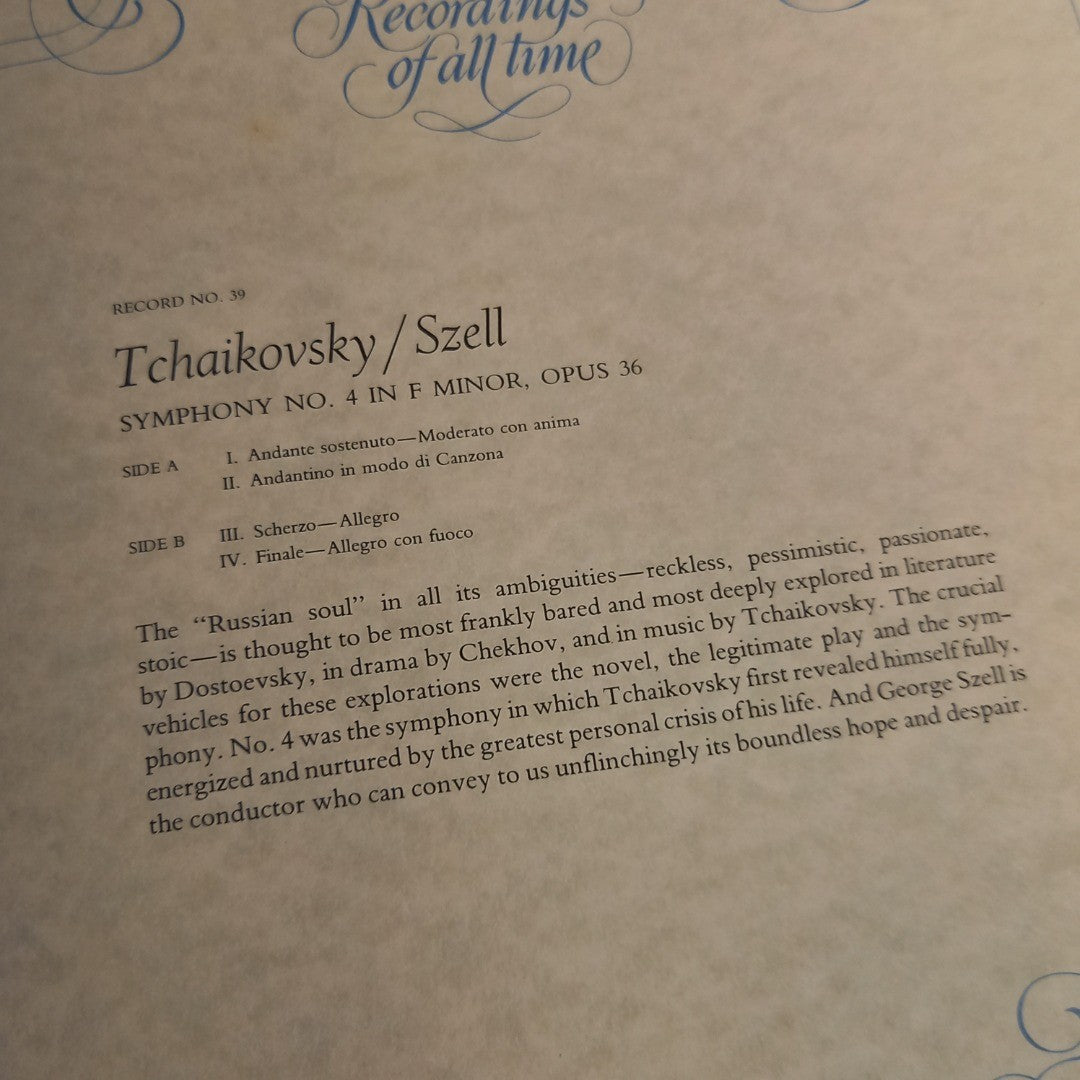 Recordings
of all time
RECORD NO. 39
Tchaikovsky/Szell
SYMPHONY NO. 4 IN F MINOR, OPUS 36
SIDE A I. Andante sostenuto—Moderato con anima
II. Andantino in modo di Canzona
SIDE B III. Scherzo—Allegro
IV. Finale—Allegro con fuoco
The “Russian soul” in all its ambiguities—reckless, pessimistic, passionate,
stoic—is thought to be most frankly bared and most deeply explored in literature
by Dostoevsky, in drama by Chekhov, and in music by Tchaikovsky. The crucial
vehicles for these explorations were the novel, the legitimate play and the sym-
phony. No. 4 was the symphony in which Tchaikovsky first revealed himself fully,
energized and nurtured by the greatest personal crisis of his life. And George Szell is
the conductor who can convey to us unflinchingly its boundless hope and despair.